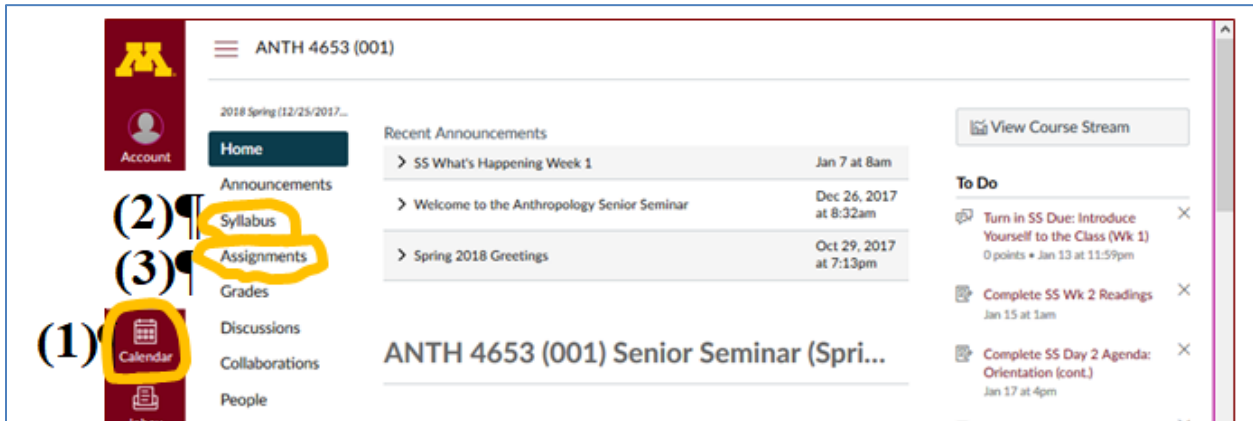 M
ANTH 4653 (001)
Account
(2)¶
(3)¶
(1)¶
Calendar
2018 Spring (12/25/2017...
Home
Announcements
Syllabus
Assignments
Grades
Discussions
Collaborations
People
Recent Announcements
SS What's Happening Week 1 Jan 7 at 8am
Welcome to the Anthropology Senior Seminar Dec 26, 2017
at 8:32am
Spring 2018 Greetings Oct 29, 2017
at 7:13pm
ANTH 4653 (001) Senior Seminar (Spri...
View Course Stream
To Do
Turn in SS Due: Introduce
Yourself to the Class (Wk 1)
0 points • Jan 13 at 11:59pm
Complete SS Wk 2 Readings
Jan 15 at 1am
Complete SS Day 2 Agenda:
Orientation (cont.)
Jan 17 at 4pm